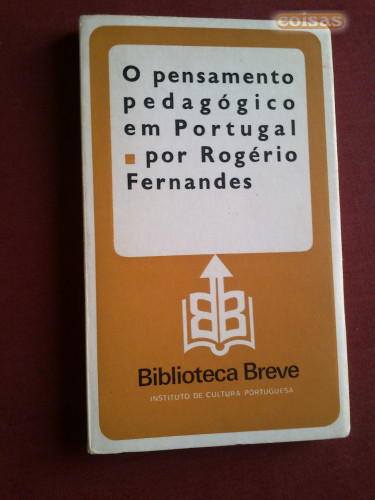 coisas
O pensamento
pedagógico
em Portugal
por Rogério
Fernandes
BB
Biblioteca Breve
INSTITUTO DE CULTURA PORTUGUESA